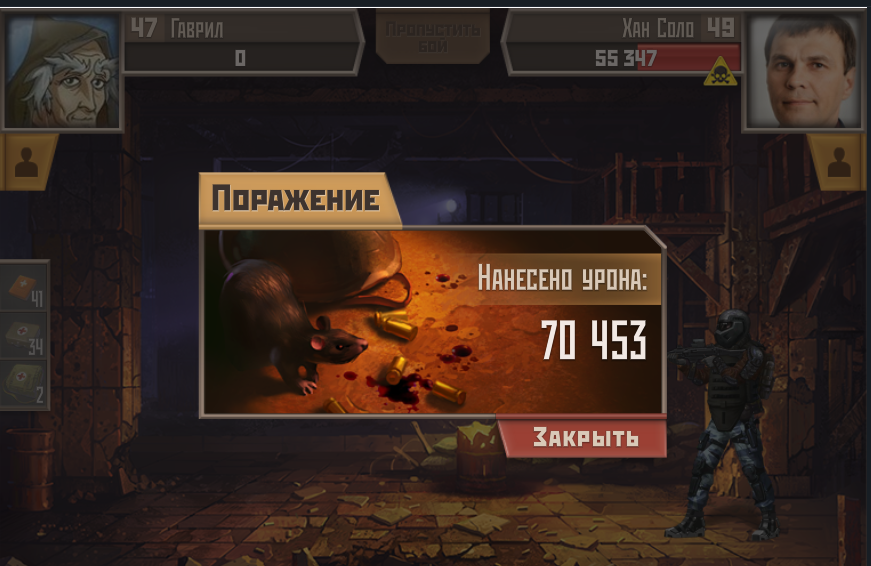 47 Гаврил
0
Пропустить
бой
Хан Соло 49
55 347
Поражение
Нанесено урона:
70 453
Закрыть
41
34
2